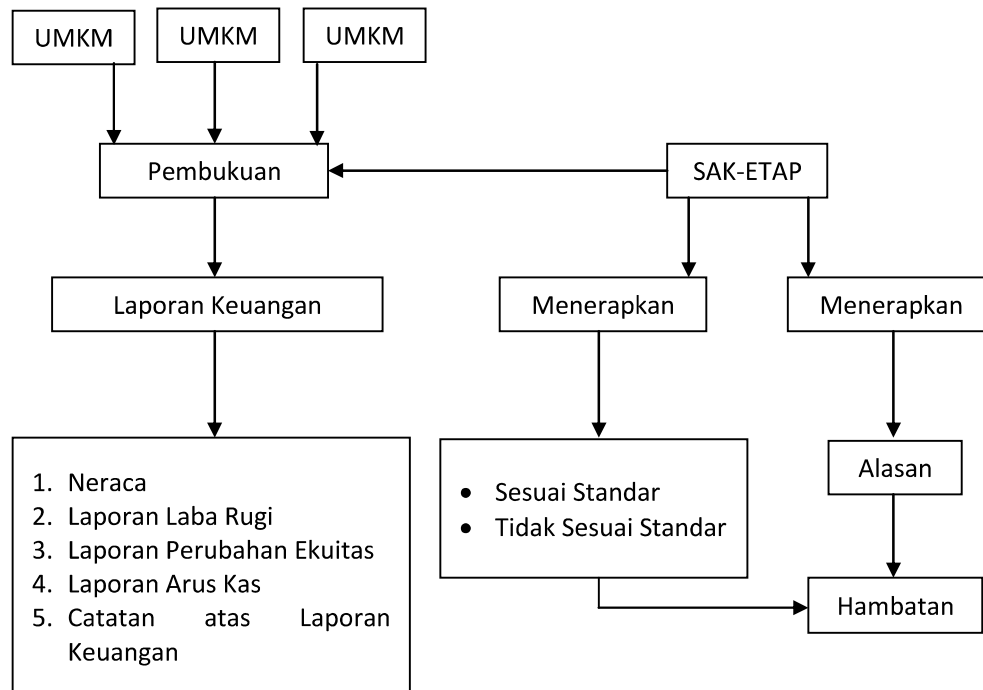 UMKM
UMKM
UMKM
Pembukuan
SAK-ETAP
Laporan Keuangan
Menerapkan
Menerapkan
1. Neraca
2. Laporan Laba Rugi
3. Laporan Perubahan Ekuitas
4. Laporan Arus Kas
5. Catatan atas Laporan
Keuangan
• Sesuai Standar
• Tidak Sesuai Standar
Alasan
Hambatan